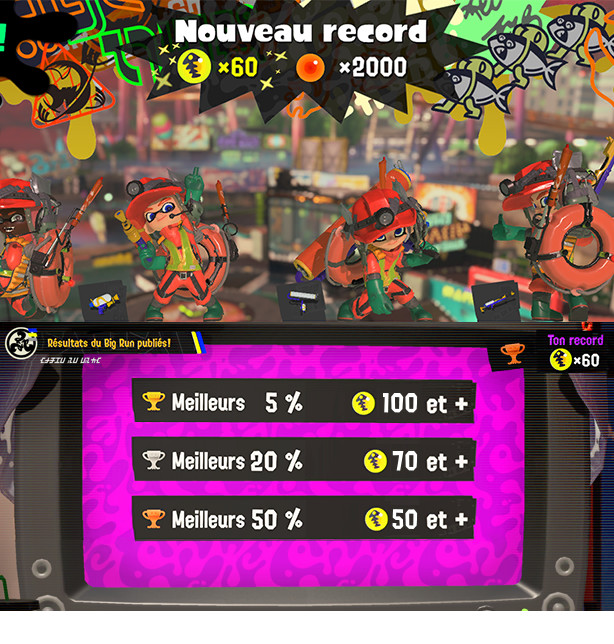 Nouveau record
×60 ×2000
Résultats du Big Run publiés!
Ton record
×60
Meilleurs 5 % 100 et +
Meilleurs 20 % 70 et +
Meilleurs 50 % 50 et +